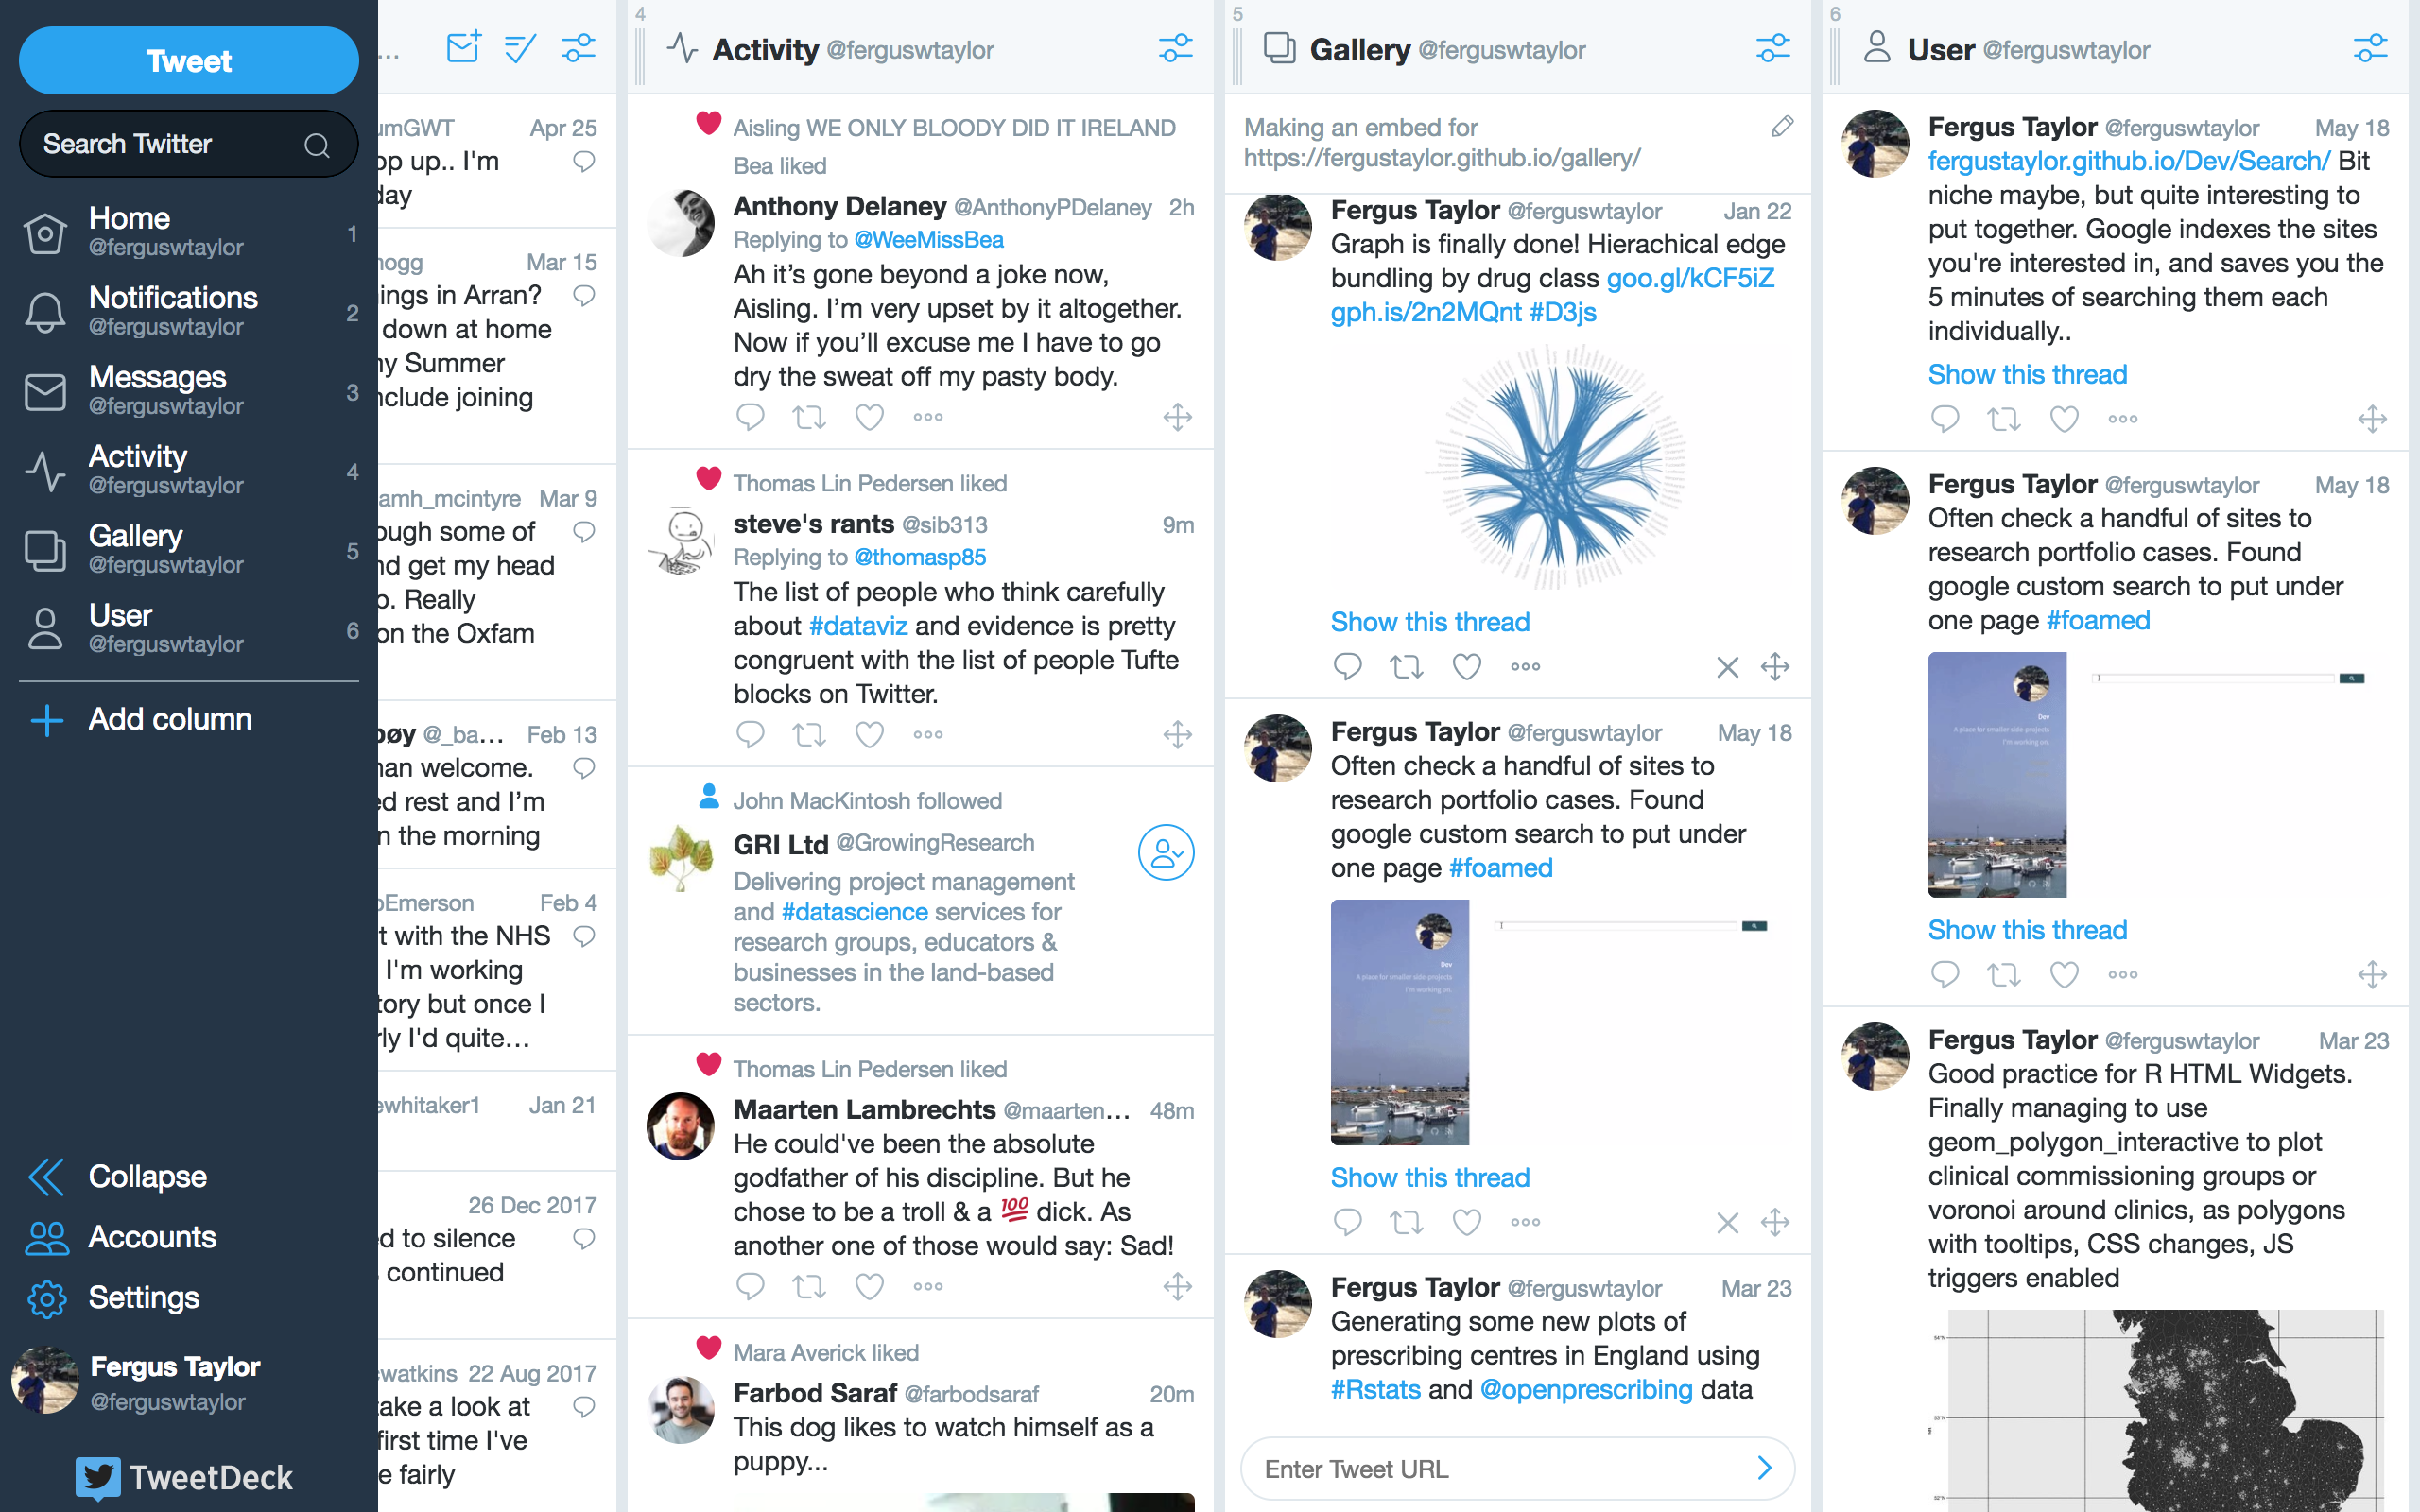 Tweet
Search Twitter
Home
@ferguswtaylor
1
Notifications
@ferguswtaylor
2
Messages
@ferguswtaylor
3
Activity
@ferguswtaylor
4
Gallery
@ferguswtaylor
5
User
@ferguswtaylor
6
Add column
Collapse
Accounts
Settings
Fergus Taylor
@ferguswtaylor
TweetDeck
...
umGWT Apr 25
op up.. I'm
day
hogg Mar 15
ings in Arran?
down at home
ny Summer
nclude joining
amh_mcintyre Mar 9
ough some of
nd get my head
o. Really
on the Oxfam
bøy @_ba... Feb 13
nan welcome.
ed rest and I'm
n the morning
oEmerson Feb 4
t with the NHS
I'm working
tory but once I
rly I'd quite...
ewhitaker1 Jan 21
26 Dec 2017
d to silence
continued
watkins 22 Aug 2017
take a look at
first time I've
e fairly
4
Activity @ferguswtaylor
Aisling WE ONLY BLOODY DID IT IRELAND
Bea liked
Anthony Delaney @AnthonyPDelaney 2h
Replying to @WeeMissBea
Ah it's gone beyond a joke now,
Aisling. I'm very upset by it altogether.
Now if you'll excuse me I have to go
dry the sweat off my pasty body.
Thomas Lin Pedersen liked
steve's rants @sib313 9m
Replying to @thomasp85
The list of people who think carefully
about #dataviz and evidence is pretty
congruent with the list of people Tufte
blocks on Twitter.
John MacKintosh followed
GRI Ltd @GrowingResearch
Delivering project management
and #datascience services for
research groups, educators &
businesses in the land-based
sectors.
Thomas Lin Pedersen liked
Maarten Lambrechts @maarten... 48m
He could've been the absolute
godfather of his discipline. But he
chose to be a troll & a 💯 dick. As
another one of those would say: Sad!
Mara Averick liked
Farbod Saraf @farbodsaraf 20m
This dog likes to watch himself as a
puppy...
5
Gallery @ferguswtaylor
Making an embed for
https://fergustaylor.github.io/gallery/
Fergus Taylor @ferguswtaylor Jan 22
Graph is finally done! Hierachical edge
bundling by drug class goo.gl/kCF5iZ
gph.is/2n2MQnt #D3js
Show this thread
Fergus Taylor @ferguswtaylor May 18
Often check a handful of sites to
research portfolio cases. Found
google custom search to put under
one page #foamed
Dev
A place for smaller side projects
I'm working on.
Show this thread
Fergus Taylor @ferguswtaylor Mar 23
Generating some new plots of
prescribing centres in England using
#Rstats and @openprescribing data
Enter Tweet URL
6
User @ferguswtaylor
Fergus Taylor @ferguswtaylor May 18
fergustaylor.github.io/Dev/Search/ Bit
niche maybe, but quite interesting to
put together. Google indexes the sites
you're interested in, and saves you the
5 minutes of searching them each
individually..
Show this thread
Fergus Taylor @ferguswtaylor May 18
Often check a handful of sites to
research portfolio cases. Found
google custom search to put under
one page #foamed
Dev
A place for smaller side projects
I'm working on.
Show this thread
Fergus Taylor @ferguswtaylor Mar 23
Good practice for R HTML Widgets.
Finally managing to use
geom_polygon_interactive to plot
clinical commissioning groups or
voronoi around clinics, as polygons
with tooltips, CSS changes, JS
triggers enabled
54°N
53°N
52°N